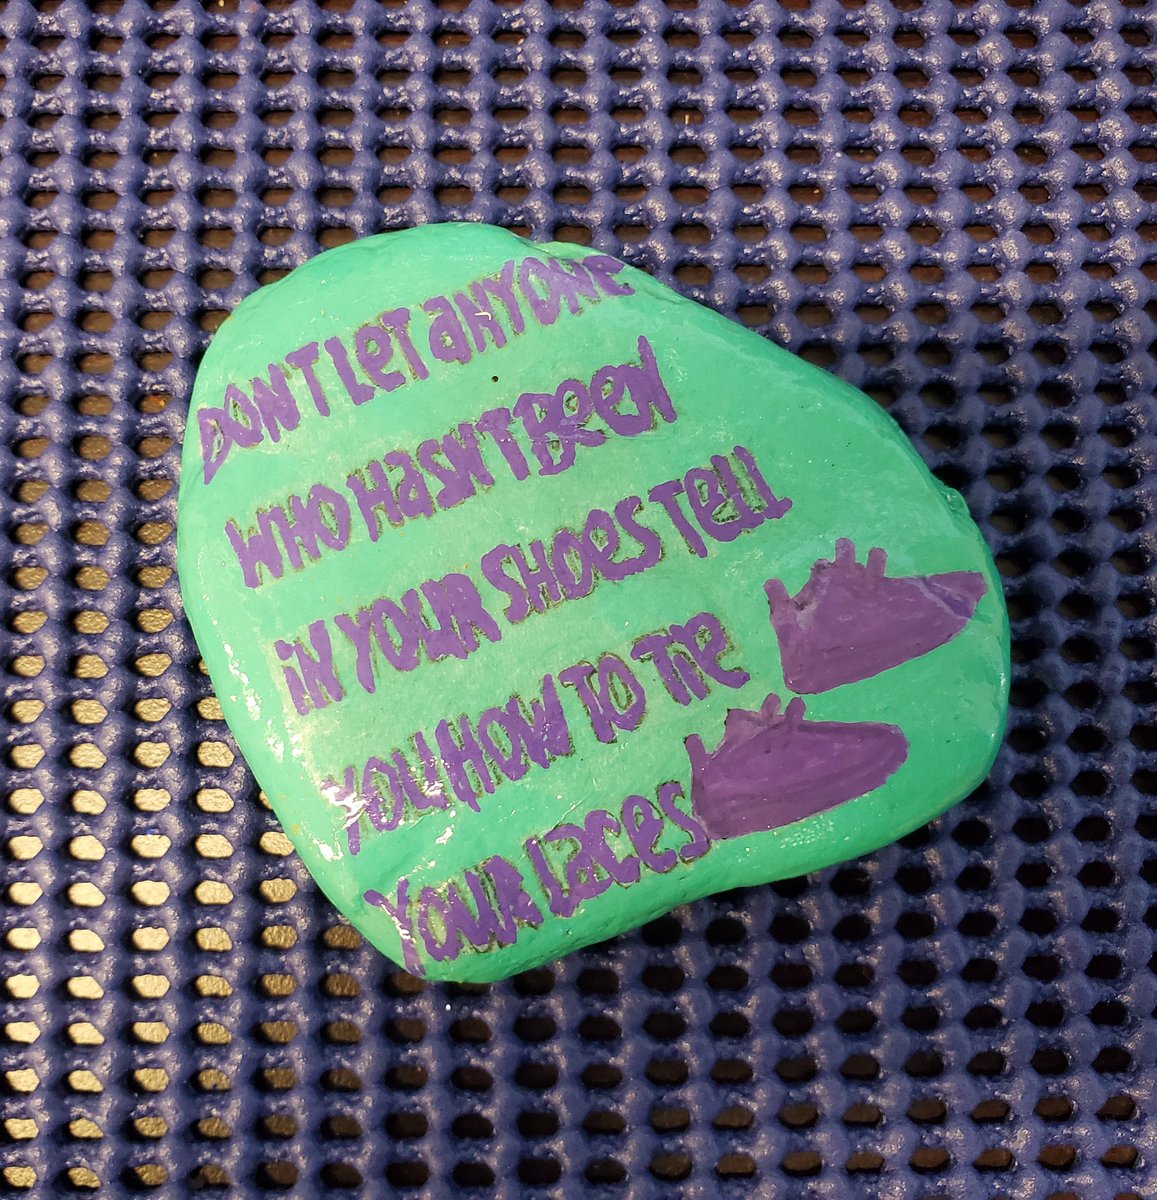 DON'T LeT aNYONe
WHO HasN'T BeeN
iN YOUR SHOes Tell
YOU HOW TO Tie
YOUR Laces